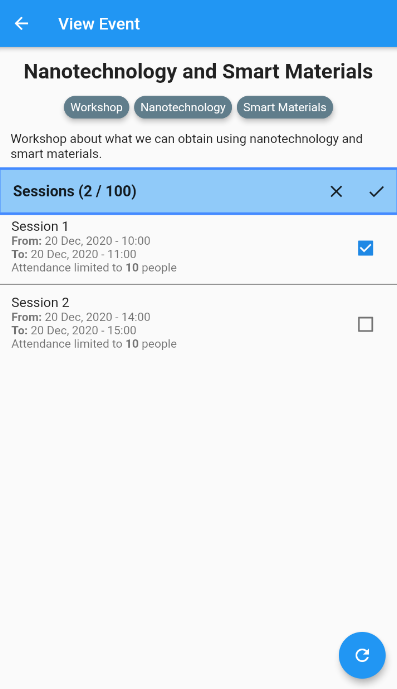 View Event
Nanotechnology and Smart Materials
Workshop Nanotechnology Smart Materials
Workshop about what we can obtain using nanotechnology and
smart materials.
Sessions (2 / 100)
Session 1
From: 20 Dec, 2020 - 10:00
To: 20 Dec, 2020 - 11:00
Attendance limited to 10 people
Session 2
From: 20 Dec, 2020 - 14:00
To: 20 Dec, 2020 - 15:00
Attendance limited to 10 people